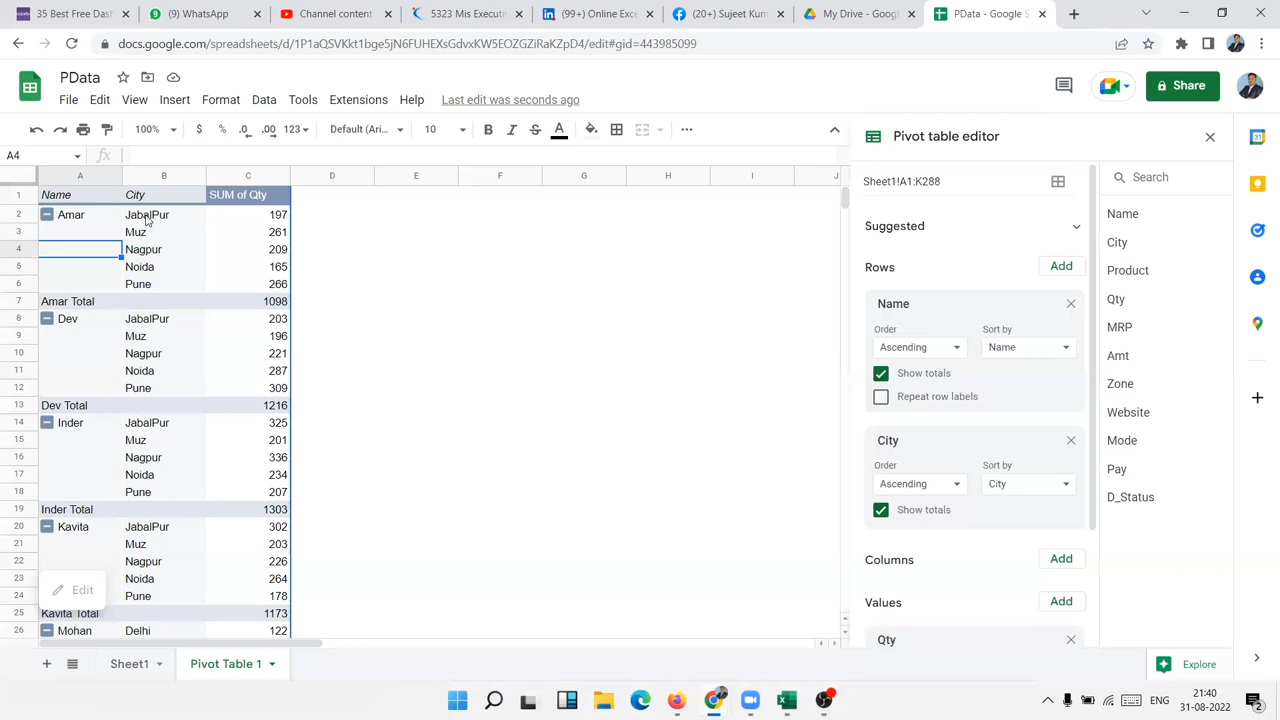 (9) WhatsApp
Channel content
5323 Mis Executi
(99+) Online Exce
(20+) Sujeet Kum
My Drive - Googl
PData - Google S
docs.google.com/spreadsheets/d/1P1aQSVKkt1bge5jN6FUHEXsGdvxKW5EOZGZiRaKZpD4/edit#gid=443985099
PData
File Edit View Insert Format Data Tools Extensions Help Last edit was seconds ago
Share
100% $ % .0 .00 123 Default (Ari... 10 B I S A
A4 fx
A B C D E F G H I J
1 Name City SUM of Qty
2 Amar JabalPur 197
3 Muz 261
4 Nagpur 209
5 Noida 165
6 Pune 266
7 Amar Total 1098
8 Dev JabalPur 203
9 Muz 196
10 Nagpur 221
11 Noida 287
12 Pune 309
13 Dev Total 1216
14 Inder JabalPur 325
15 Muz 201
16 Nagpur 336
17 Noida 234
18 Pune 207
19 Inder Total 1303
20 Kavita JabalPur 302
21 Muz 203
22 Nagpur 226
23 Noida 264
24 Pune 178
25 Kavita Total 1173
26 Mohan Delhi 122
Edit
Sheet1 Pivot Table 1
Pivot table editor
Sheet1!A1:K288
Suggested
Rows Add
Name
Order Sort by
Ascending Name
Show totals
Repeat row labels
City
Order Sort by
Ascending City
Show totals
Columns Add
Values Add
Qty
Search
Name
City
Product
Qty
MRP
Amt
Zone
Website
Mode
Pay
D_Status
Explore
31
ENG
21:40
31-08-2022
2